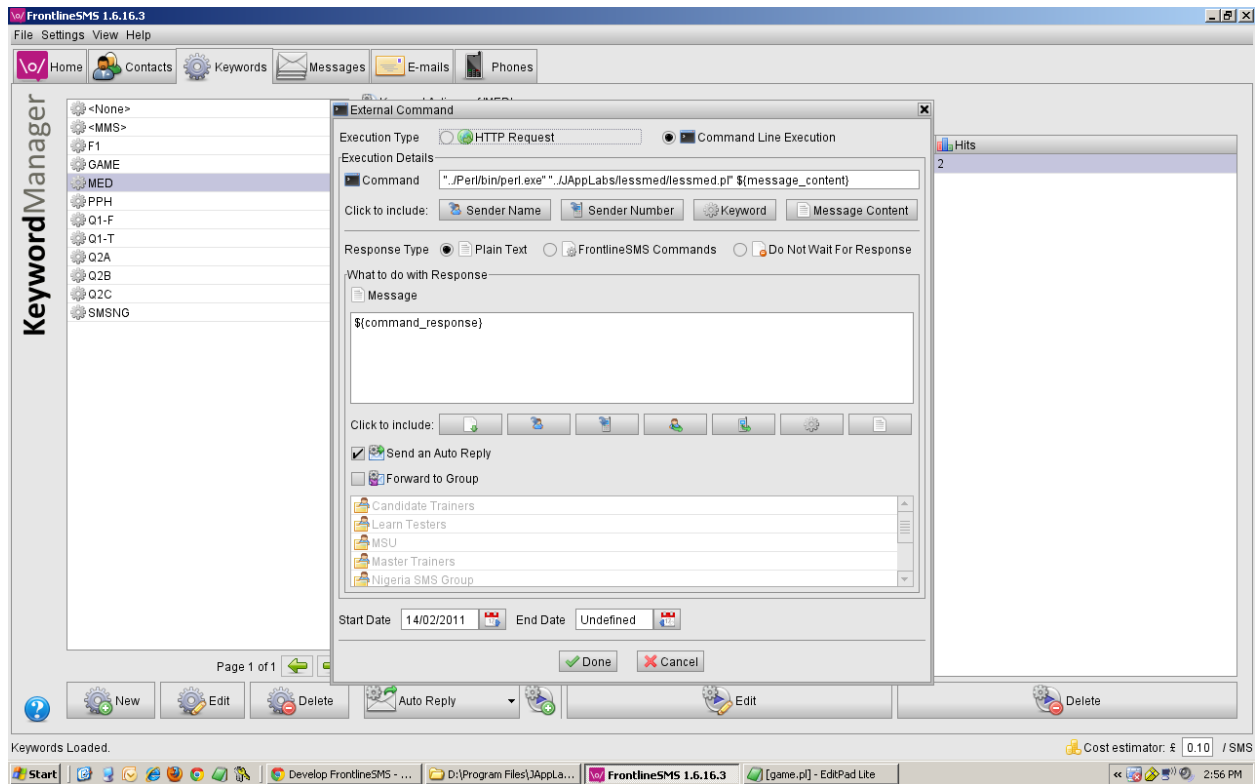 FrontlineSMS 1.6.16.3
File Settings View Help
\o/ Home Contacts Keywords Messages E-mails Phones
KeywordManager
<None>
<MMS>
F1
GAME
MED
PPH
Q1-F
Q1-T
Q2A
Q2B
Q2C
SMSNG
Page 1 of 1
Hits
2
External Command
Execution Type HTTP Request Command Line Execution
Execution Details
Command "../Perl/bin/perl.exe" "../JAppLabs/lessmed/lessmed.pl" ${message_content}
Click to include: Sender Name Sender Number Keyword Message Content
Response Type Plain Text FrontlineSMS Commands Do Not Wait For Response
What to do with Response
Message
${command_response}
Click to include:
Send an Auto Reply
Forward to Group
Candidate Trainers
Learn Testers
MSU
Master Trainers
Nigeria SMS Group
Start Date 14/02/2011 End Date Undefined
Done Cancel
New Edit Delete Auto Reply Edit Delete
Keywords Loaded.
Cost estimator: £ 0.10 / SMS
Start Develop FrontlineSMS - ... D:\Program Files\JAppLa... \o/ FrontlineSMS 1.6.16.3 [game.pl] - EditPad Lite 2:56 PM